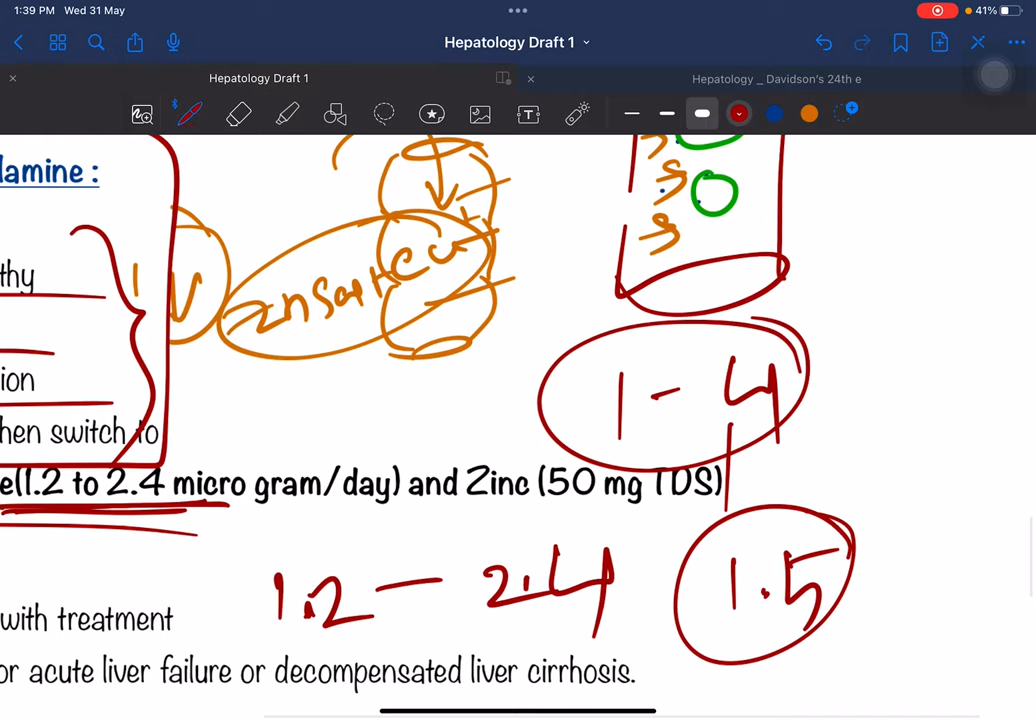 1:39 PM Wed 31 May
41%
Hepatology Draft 1
Hepatology Draft 1
Hepatology _ Davidson's 24th e
lamine :
thy
ion
hen switch to
e(1.2 to 2.4 micro gram/day) and Zinc (50 mg TDS)
1 - 4
1.2 - 2.4
1.5
with treatment
or acute liver failure or decompensated liver cirrhosis.